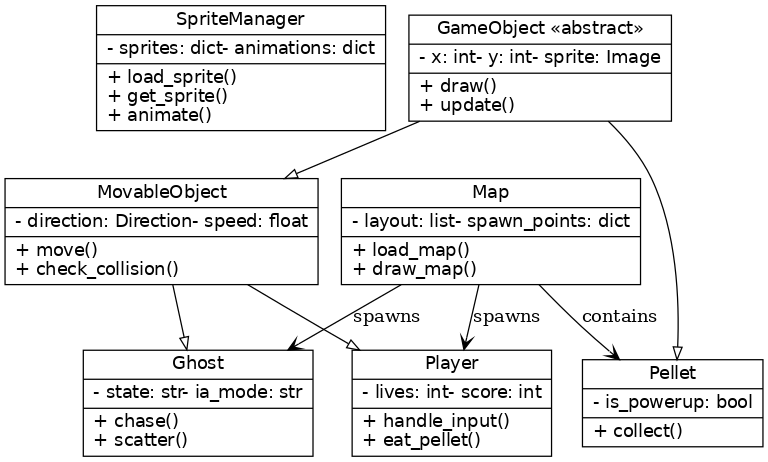 SpriteManager
- sprites: dict- animations: dict
+ load_sprite()
+ get_sprite()
+ animate()
GameObject «abstract»
- x: int- y: int- sprite: Image
+ draw()
+ update()
MovableObject
- direction: Direction- speed: float
+ move()
+ check_collision()
Map
- layout: list- spawn_points: dict
+ load_map()
+ draw_map()
spawns
spawns
contains
Ghost
- state: str- ia_mode: str
+ chase()
+ scatter()
Player
- lives: int- score: int
+ handle_input()
+ eat_pellet()
Pellet
- is_powerup: bool
+ collect()